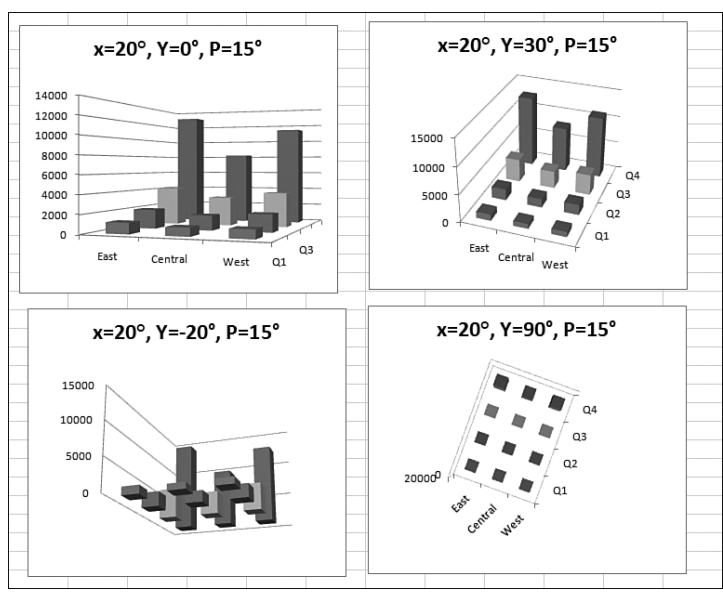 x=20°, Y=0°, P=15°
14000
12000
10000
8000
6000
4000
2000
0
East
Central
West
Q1
Q3
x=20°, Y=30°, P=15°
15000
10000
5000
0
East
Central
West
Q1
Q2
Q3
Q4
x=20°, Y=-20°, P=15°
15000
10000
5000
0
x=20°, Y=90°, P=15°
20000
0
East
Central
West
Q1
Q2
Q3
Q4